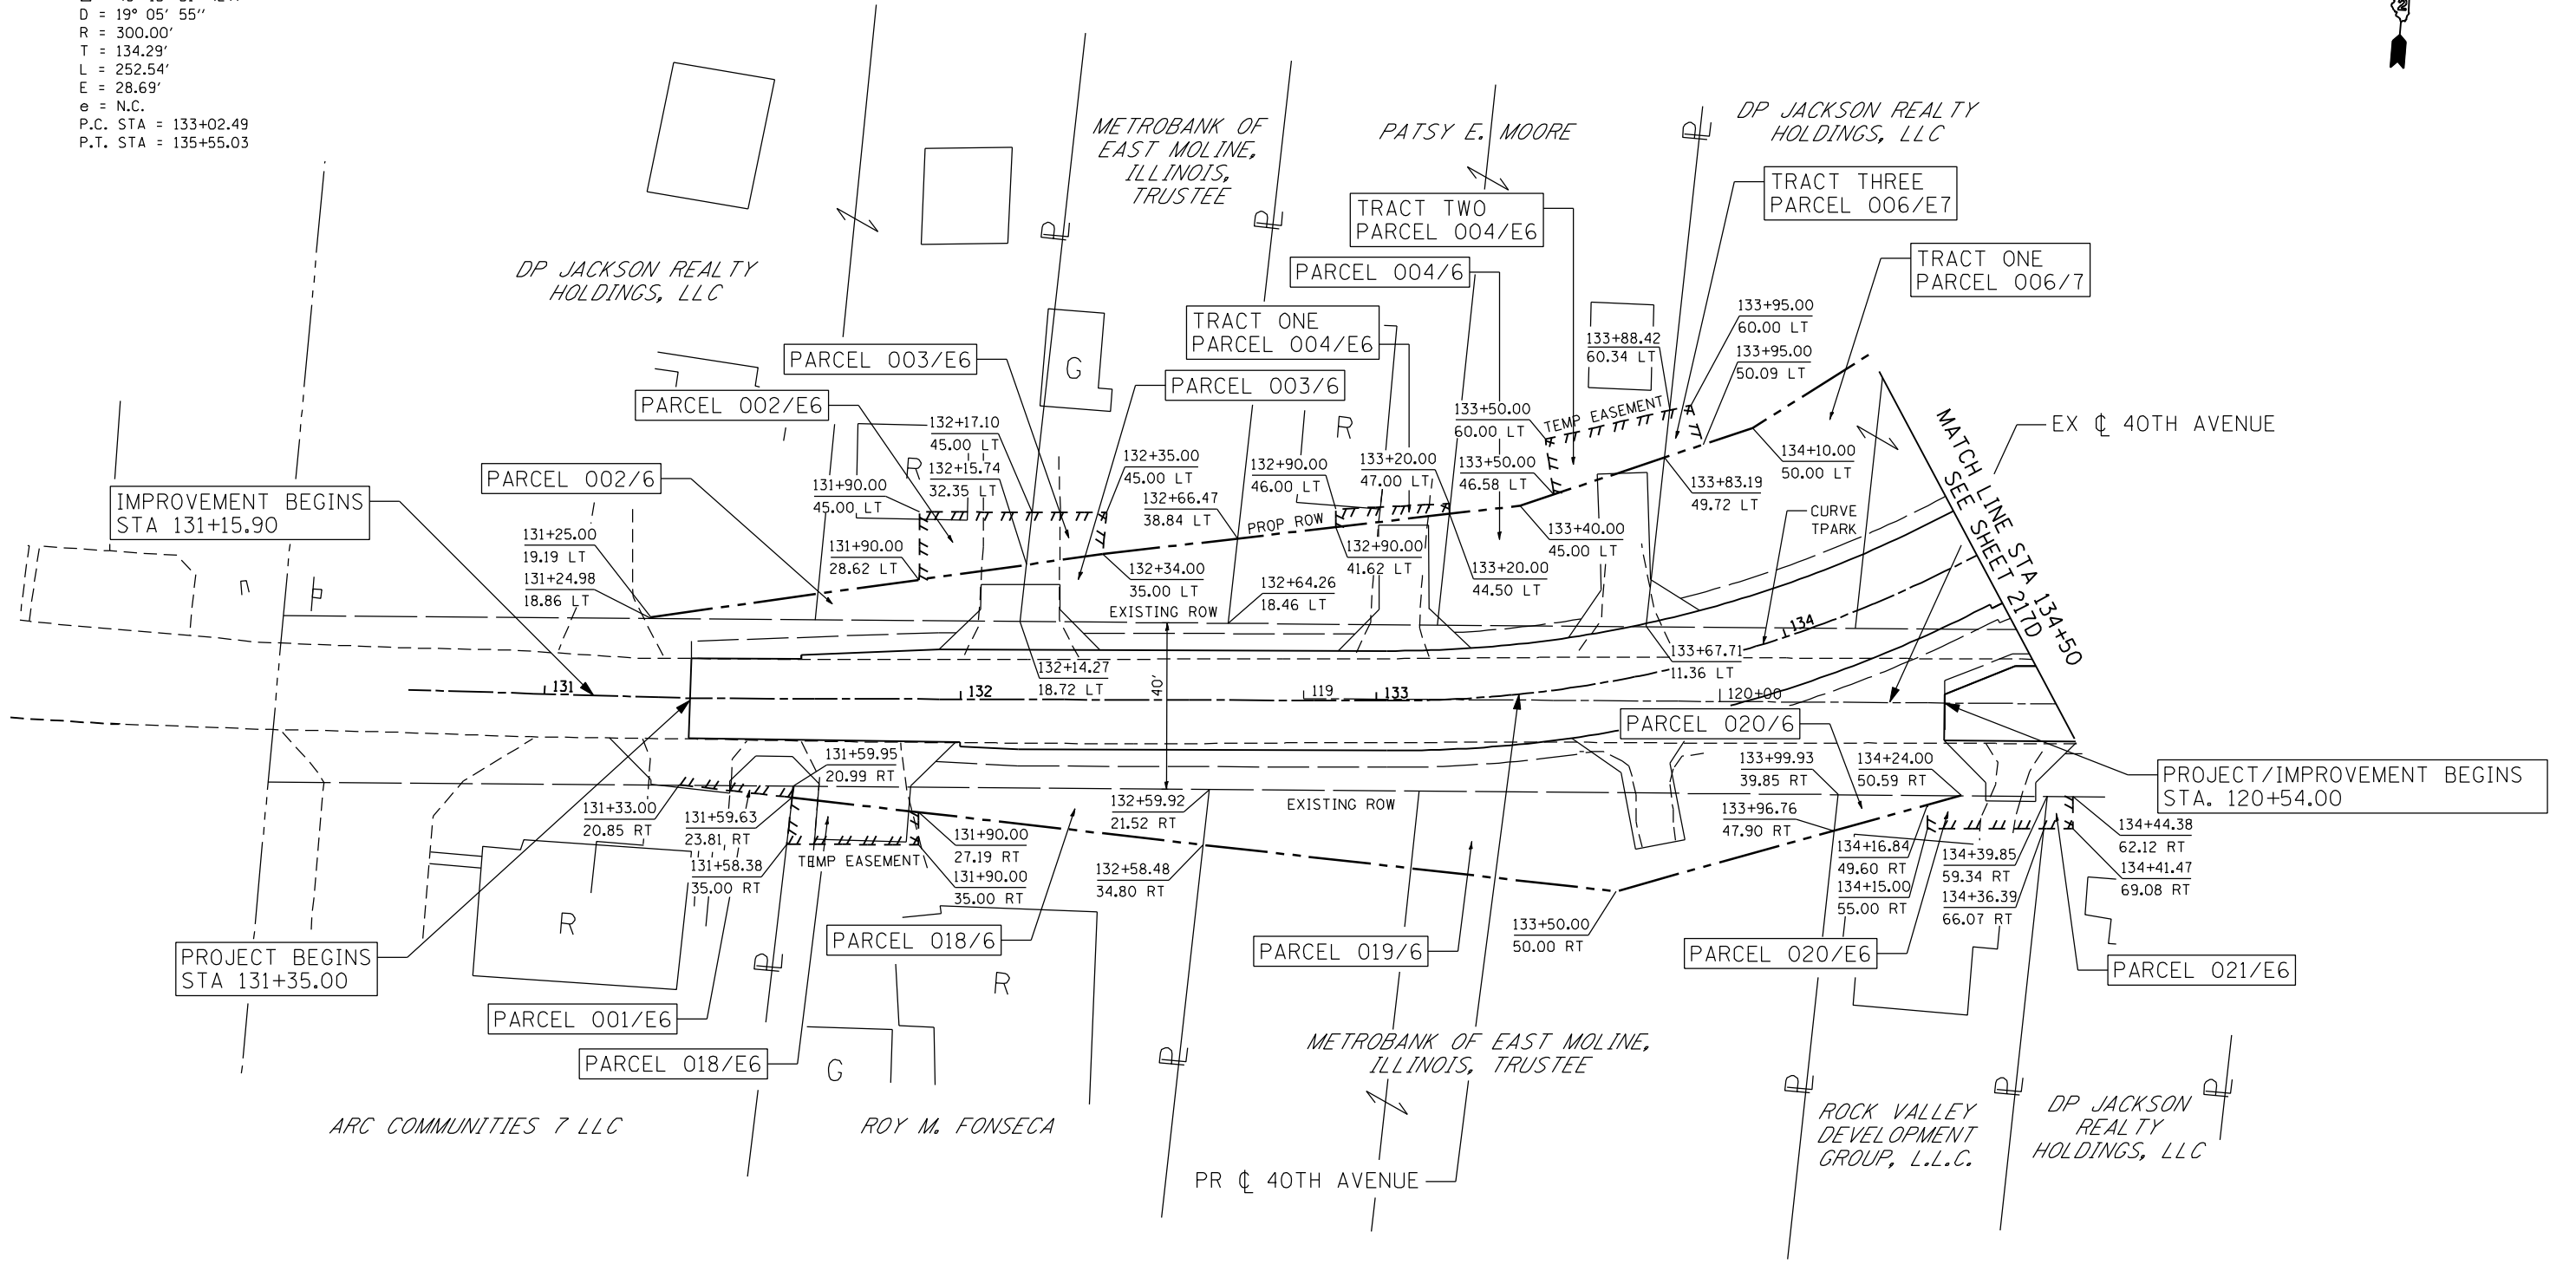 D = 19° 05' 55''
R = 300.00'
T = 134.29'
L = 252.54'
E = 28.69'
e = N.C.
P.C. STA = 133+02.49
P.T. STA = 135+55.03
METROBANK OF
EAST MOLINE,
ILLINOIS,
TRUSTEE
PATSY E. MOORE
DP JACKSON REALTY
HOLDINGS, LLC
TRACT THREE
PARCEL 006/E7
TRACT TWO
PARCEL 004/E6
TRACT ONE
PARCEL 006/7
PARCEL 004/6
DP JACKSON REALTY
HOLDINGS, LLC
TRACT ONE
PARCEL 004/E6
133+95.00
60.00 LT
133+88.42
60.34 LT
133+95.00
50.09 LT
PARCEL 003/E6
G
PARCEL 003/6
PARCEL 002/E6
132+17.10
45.00 LT
R
133+50.00
60.00 LT
TEMP EASEMENT
EX ℄ 40TH AVENUE
134+10.00
50.00 LT
R
132+15.74
32.35 LT
132+35.00
45.00 LT
132+90.00
46.00 LT
133+20.00
47.00 LT
133+50.00
46.58 LT
133+83.19
49.72 LT
MATCH LINE STA 134+50
SEE SHEET 217D
PARCEL 002/6
131+90.00
45.00 LT
132+66.47
38.84 LT
PROP ROW
133+40.00
45.00 LT
CURVE
TPARK
IMPROVEMENT BEGINS
STA 131+15.90
131+25.00
19.19 LT
131+24.98
18.86 LT
131+90.00
28.62 LT
132+34.00
35.00 LT
132+90.00
41.62 LT
133+20.00
44.50 LT
132+64.26
18.46 LT
EXISTING ROW
134
132+14.27
18.72 LT
133+67.71
11.36 LT
40'
131
132
119
133
120+00
PARCEL 020/6
131+59.95
20.99 RT
133+99.93
39.85 RT
134+24.00
50.59 RT
PROJECT/IMPROVEMENT BEGINS
STA. 120+54.00
131+33.00
20.85 RT
131+59.63
23.81 RT
132+59.92
21.52 RT
EXISTING ROW
133+96.76
47.90 RT
131+90.00
27.19 RT
134+44.38
62.12 RT
131+58.38
35.00 RT
TEMP EASEMENT
131+90.00
35.00 RT
132+58.48
34.80 RT
134+16.84
49.60 RT
134+39.85
59.34 RT
134+41.47
69.08 RT
134+15.00
55.00 RT
134+36.39
66.07 RT
R
PARCEL 018/6
133+50.00
50.00 RT
PARCEL 019/6
PARCEL 020/E6
PROJECT BEGINS
STA 131+35.00
PARCEL 021/E6
R
PARCEL 001/E6
PARCEL 018/E6
G
METROBANK OF EAST MOLINE,
ILLINOIS, TRUSTEE
ARC COMMUNITIES 7 LLC
ROY M. FONSECA
ROCK VALLEY
DEVELOPMENT
GROUP, L.L.C.
DP JACKSON
REALTY
HOLDINGS, LLC
PR ℄ 40TH AVENUE